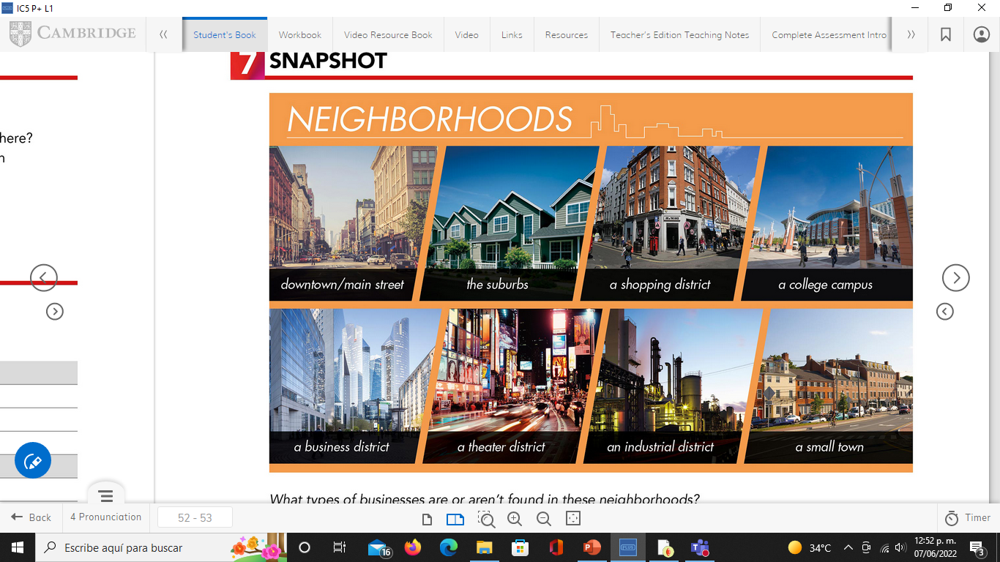 IC5 P+ L1
CAMBRIDGE
Student's Book
Workbook
Video Resource Book
Video
Links
Resources
Teacher's Edition Teaching Notes
Complete Assessment Intro
7 SNAPSHOT
here?
n
NEIGHBORHOODS
downtown/main street
the suburbs
a shopping district
a college campus
a business district
a theater district
an industrial district
a small town
What types of businesses are or aren't found in these neighborhoods?
Back
4 Pronunciation
52 - 53
Timer
Escribe aquí para buscar
16
PLUS
34°C
12:52 p. m.
07/06/2022
3